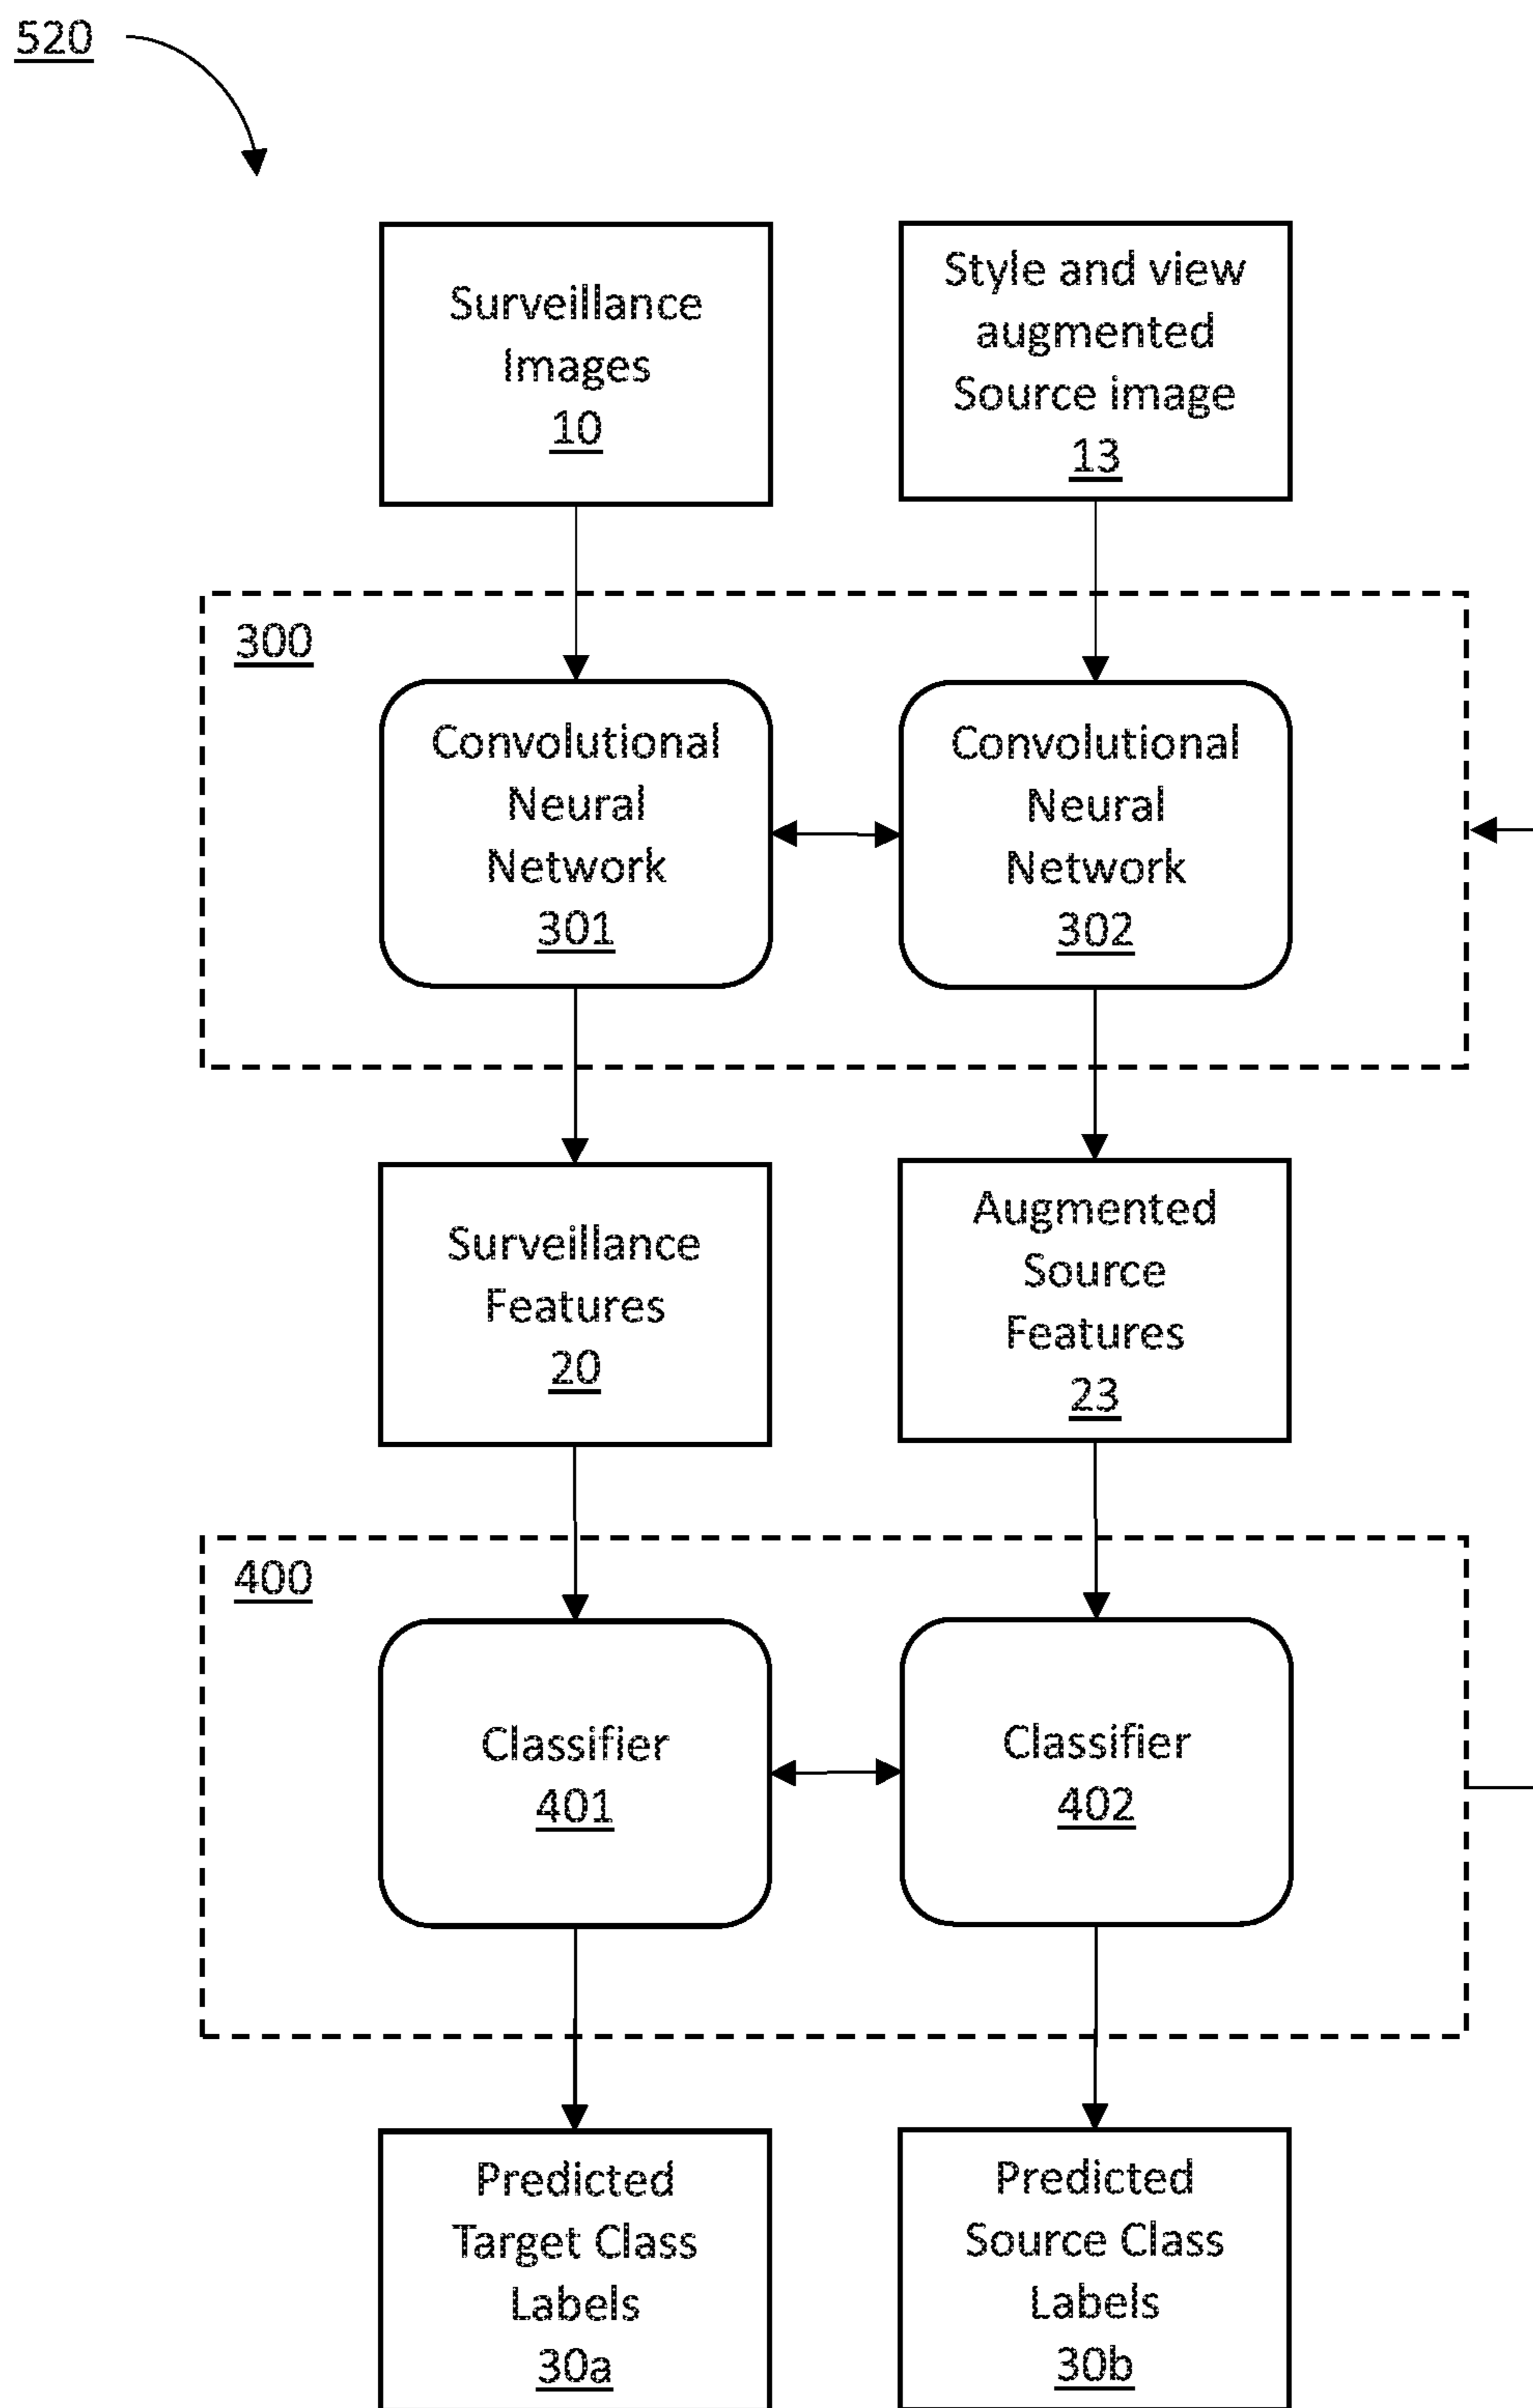 520
Surveillance
Images
10
Style and view
augmented
Source image
13
300
Convolutional
Neural
Network
301
Convolutional
Neural
Network
302
Surveillance
Features
20
Augmented
Source
Features
23
400
Classifier
401
Classifier
402
Predicted
Target Class
Labels
30a
Predicted
Source Class
Labels
30b